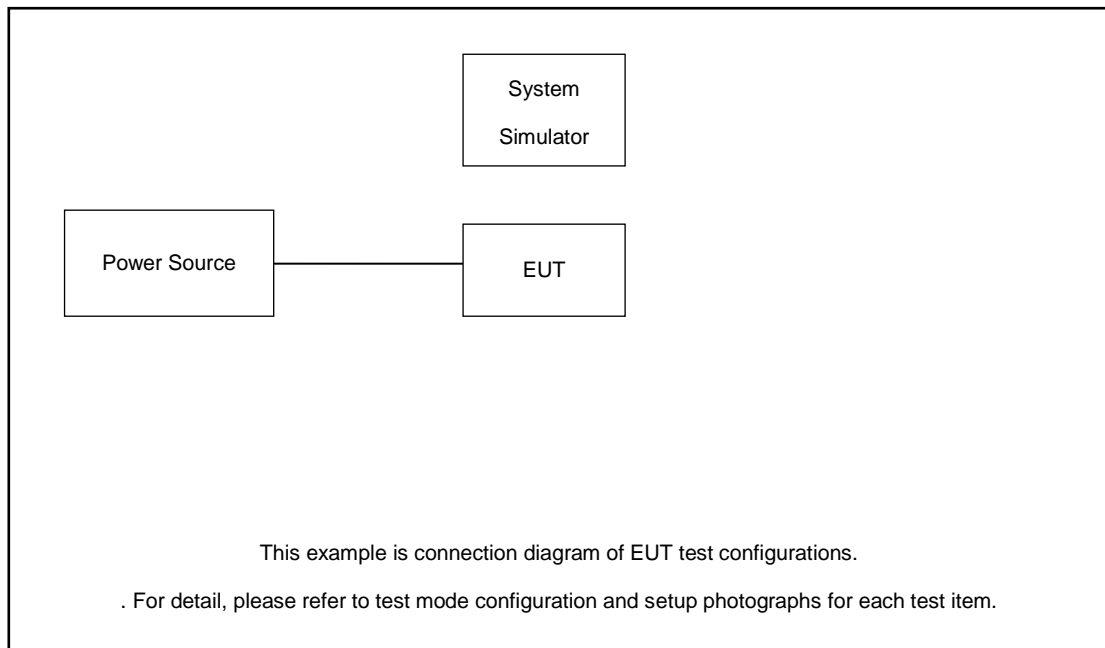 System
Simulator
Power Source
EUT
This example is connection diagram of EUT test configurations.
. For detail, please refer to test mode configuration and setup photographs for each test item.